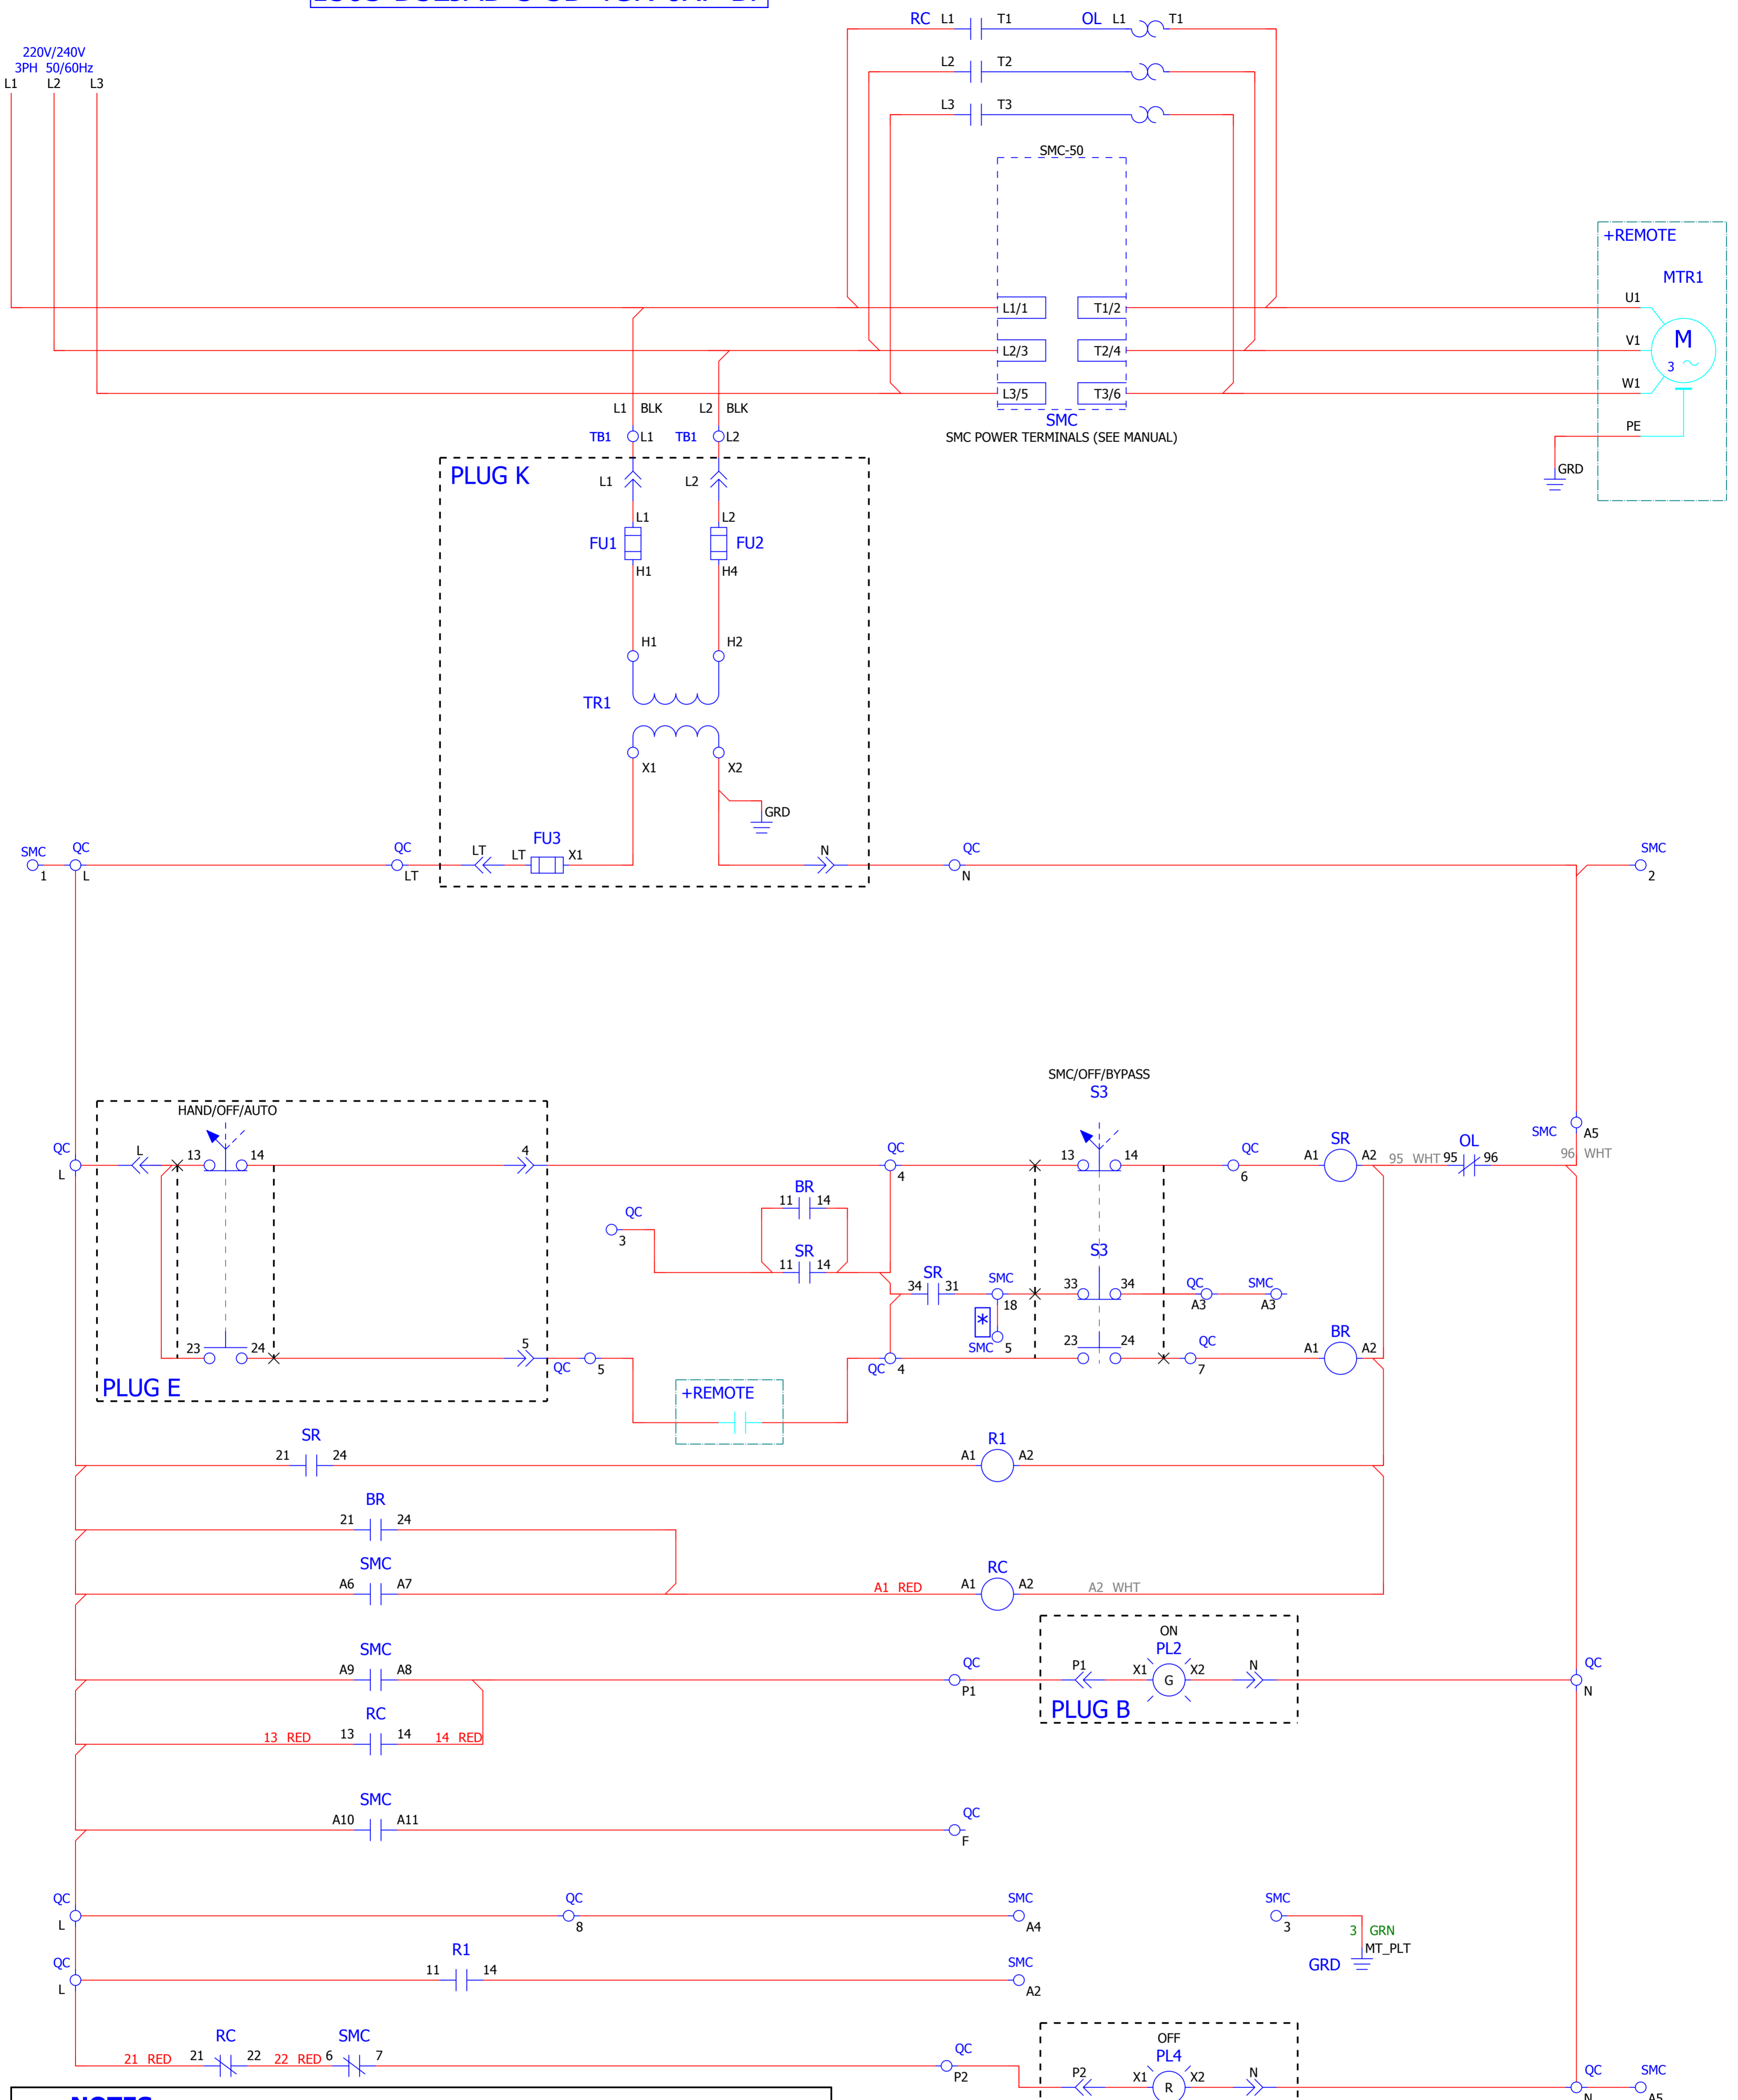 RC L1 T1 OL L1 T1
220V/240V
3PH 50/60Hz
L1 L2 L3
L2 T2
L3 T3
SMC-50
+REMOTE
MTR1
L1/1 T1/2 U1
M
3
L2/3 T2/4 V1
L3/5 T3/6 W1
L1 BLK L2 BLK
SMC
SMC POWER TERMINALS (SEE MANUAL)
PE
GRD
TB1 L1 TB1 L2
PLUG K
L1 L2
L1 L2
FU1 FU2
H1 H4
H1 H2
TR1
X1 X2
GRD
SMC QC QC LT LT FU3 X1 N QC SMC
1 L LT N 2
SMC/OFF/BYPASS
S3
HAND/OFF/AUTO
QC L 13 14 4 QC 13 14 QC SR OL SMC A5
L 4 6 A1 A2 95 WHT 95 96 96 WHT
BR
11 14
QC
3
SR
11 14
S3
SR
34 31 SMC 33 34 QC SMC
18 A3 A3
*
SMC 5
BR
23 24 5 QC 5 QC 4 23 24 QC 7 A1 A2
PLUG E
+REMOTE
SR
21 24
R1
A1 A2
BR
21 24
SMC
A6 A7
RC
A1 RED A1 A2 A2 WHT
ON
PL2
SMC
A9 A8
QC
P1
P1 X1 G X2 N
QC
N
PLUG B
RC
13 RED 13 14 14 RED
SMC
A10 A11
QC
F
QC QC SMC SMC
L 8 A4 3
3 GRN
MT_PLT
GRD
QC R1 SMC
L 11 14 A2
OFF
PL4
RC SMC
21 RED 21 22 22 RED 6 7
QC
P2
P2 X1 R X2 N
QC SMC
N A5